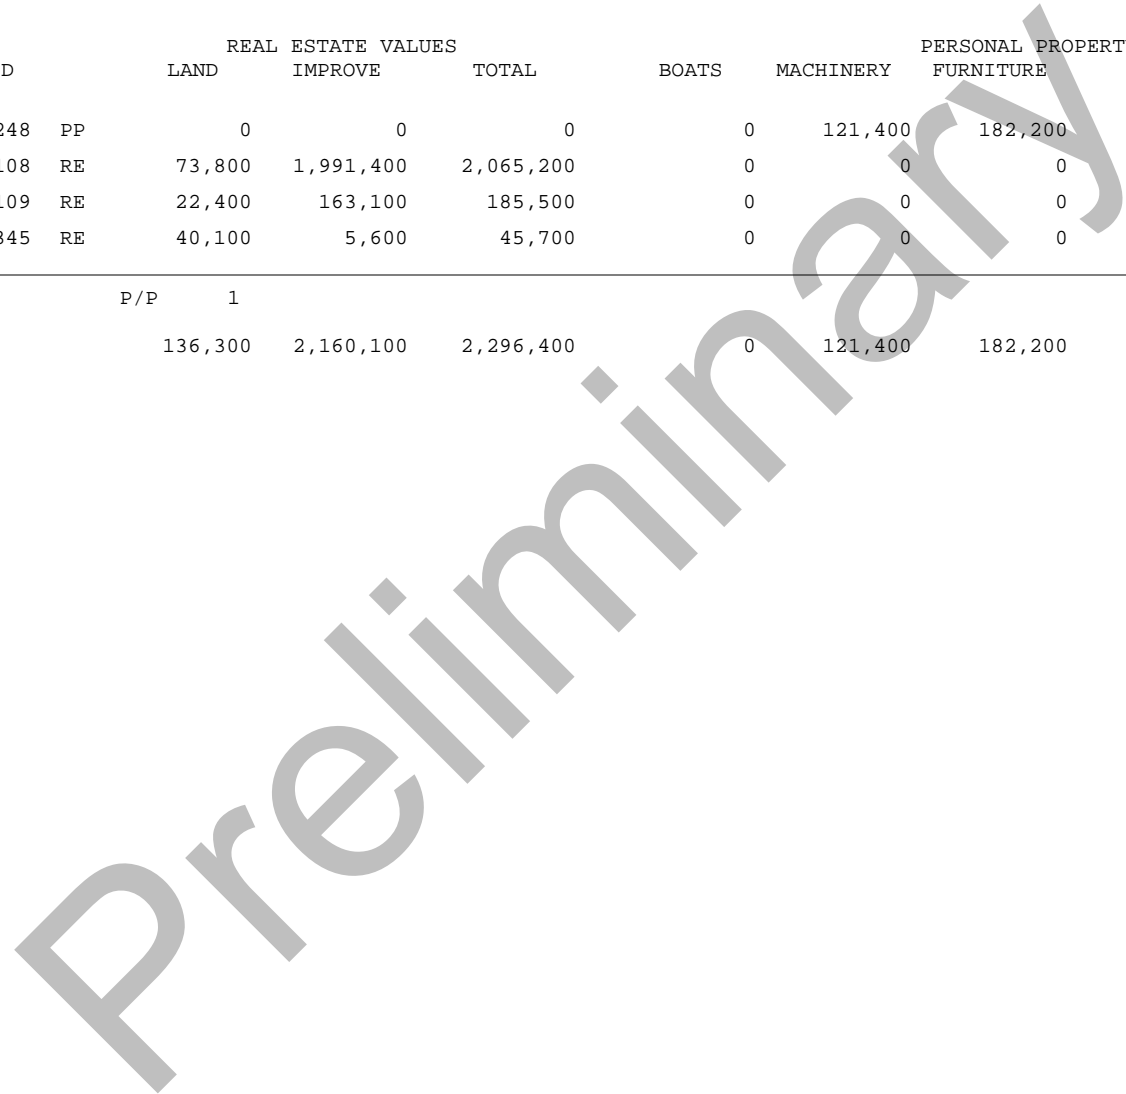 REAL ESTATE VALUES PERSONAL PROPERT
D LAND IMPROVE TOTAL BOATS MACHINERY FURNITURE
248 PP 0 0 0 0 121,400 182,200
108 RE 73,800 1,991,400 2,065,200 0 0 0
109 RE 22,400 163,100 185,500 0 0 0
345 RE 40,100 5,600 45,700 0 0 0
P/P 1
136,300 2,160,100 2,296,400 0 121,400 182,200
Preliminary